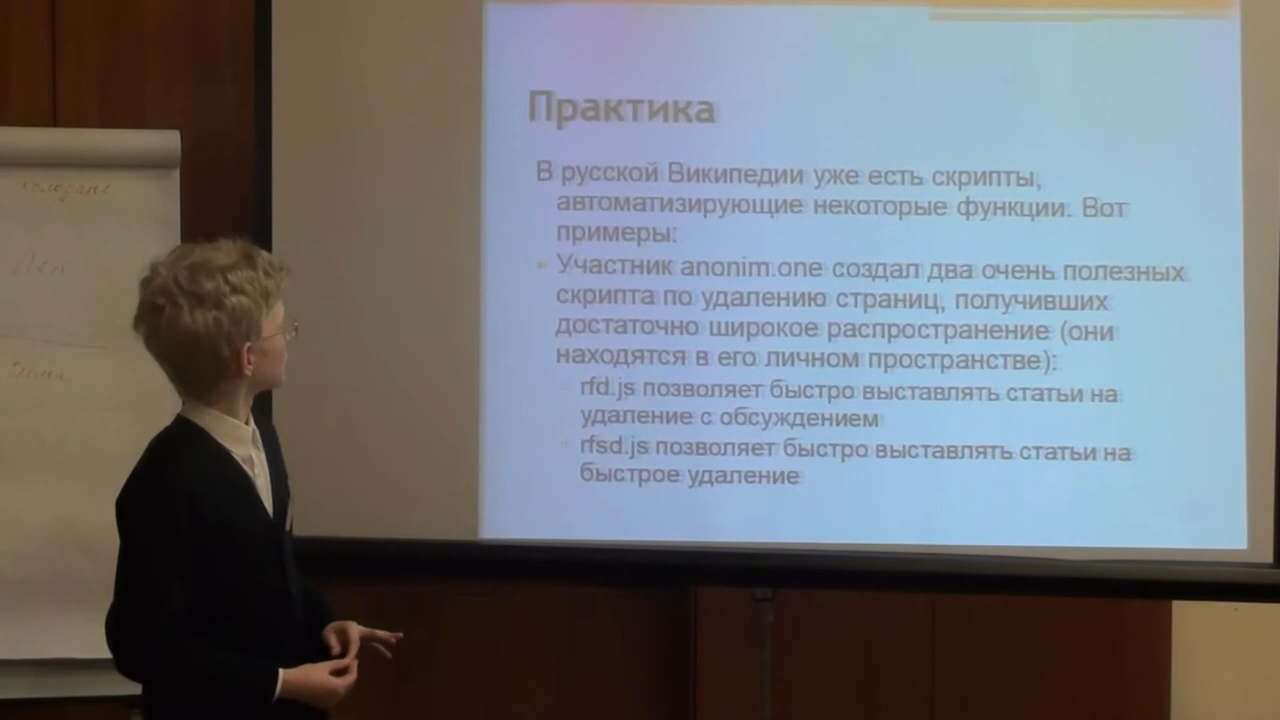 Практика
В русской Википедии уже есть скрипты,
автоматизирующие некоторые функции. Вот
примеры:
Участник anonim.one создал два очень полезных
скрипта по удалению страниц, получивших
достаточно широкое распространение (они
находятся в его личном пространстве):
rfd.js позволяет быстро выставлять статьи на
удаление с обсуждением
rfsd.js позволяет быстро выставлять статьи на
быстрое удаление